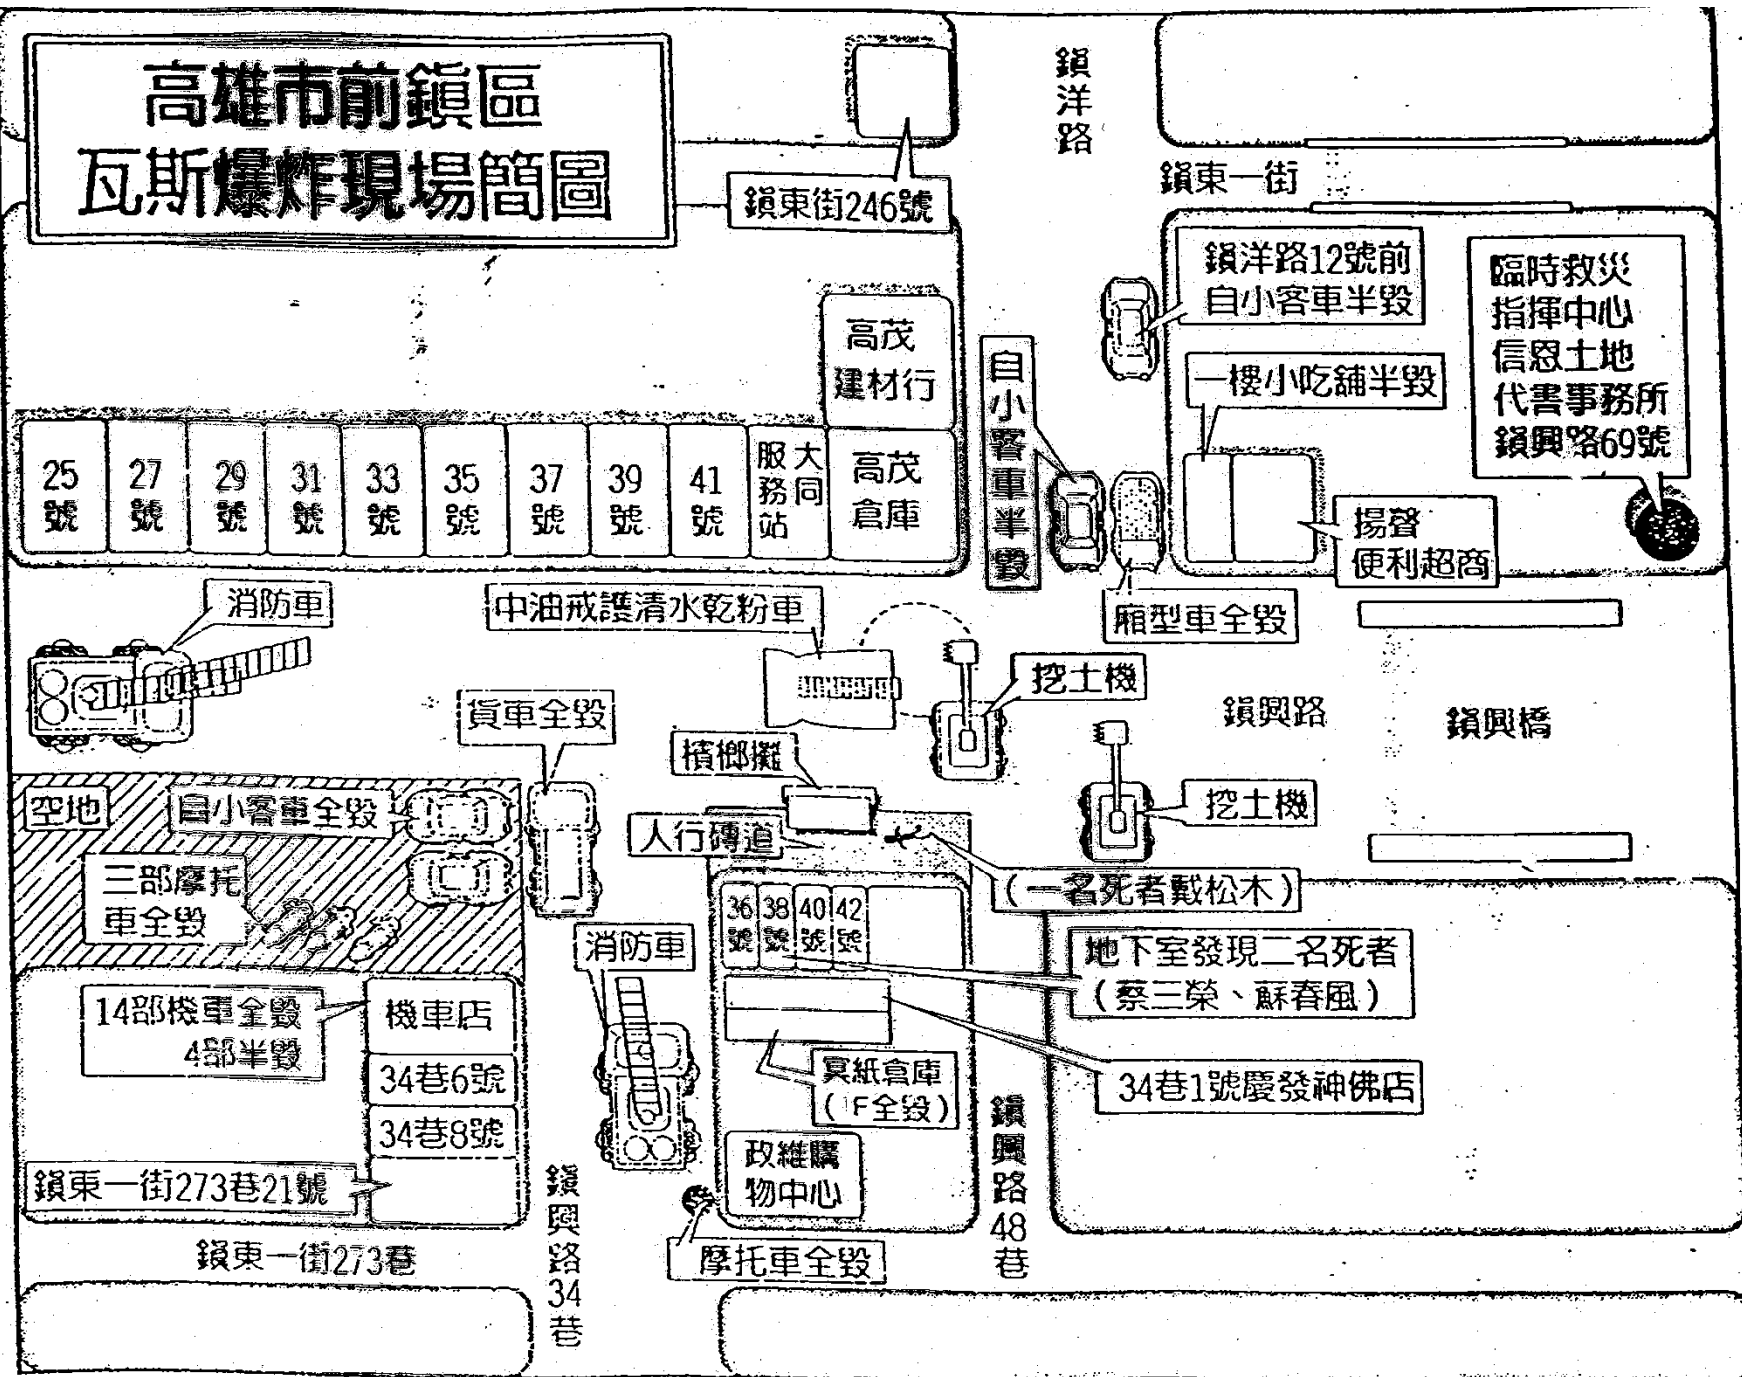 高雄市前鎮區
瓦斯爆炸現場簡圖
鎮洋路
鎮東一街
鎮東街246號
鎮洋路12號前
自小客車半毀
臨時救災
指揮中心
信恩土地
代書事務所
鎮興路69號
高茂
建材行
自小客車半毀
一樓小吃舖半毀
25號
27號
29號
31號
33號
35號
37號
39號
41號
大同
服務站
高茂
倉庫
揚聲
便利超商
消防車
中油戒護清水乾粉車
廂型車全毀
挖土機
貨車全毀
鎮興路
鎮興橋
檳榔攤
空地
自小客車全毀
挖土機
人行磚道
三部摩托
車全毀
(一名死者戴松木)
36號
38號
40號
42號
消防車
地下室發現二名死者
(蔡三榮、蘇春風)
14部機車全毀
4部半毀
機車店
34巷6號
34巷8號
冥紙倉庫
(1F全毀)
34巷1號慶發神佛店
鎮東一街273巷21號
政維購
物中心
鎮興路48巷
鎮興路34巷
鎮東一街273巷
摩托車全毀